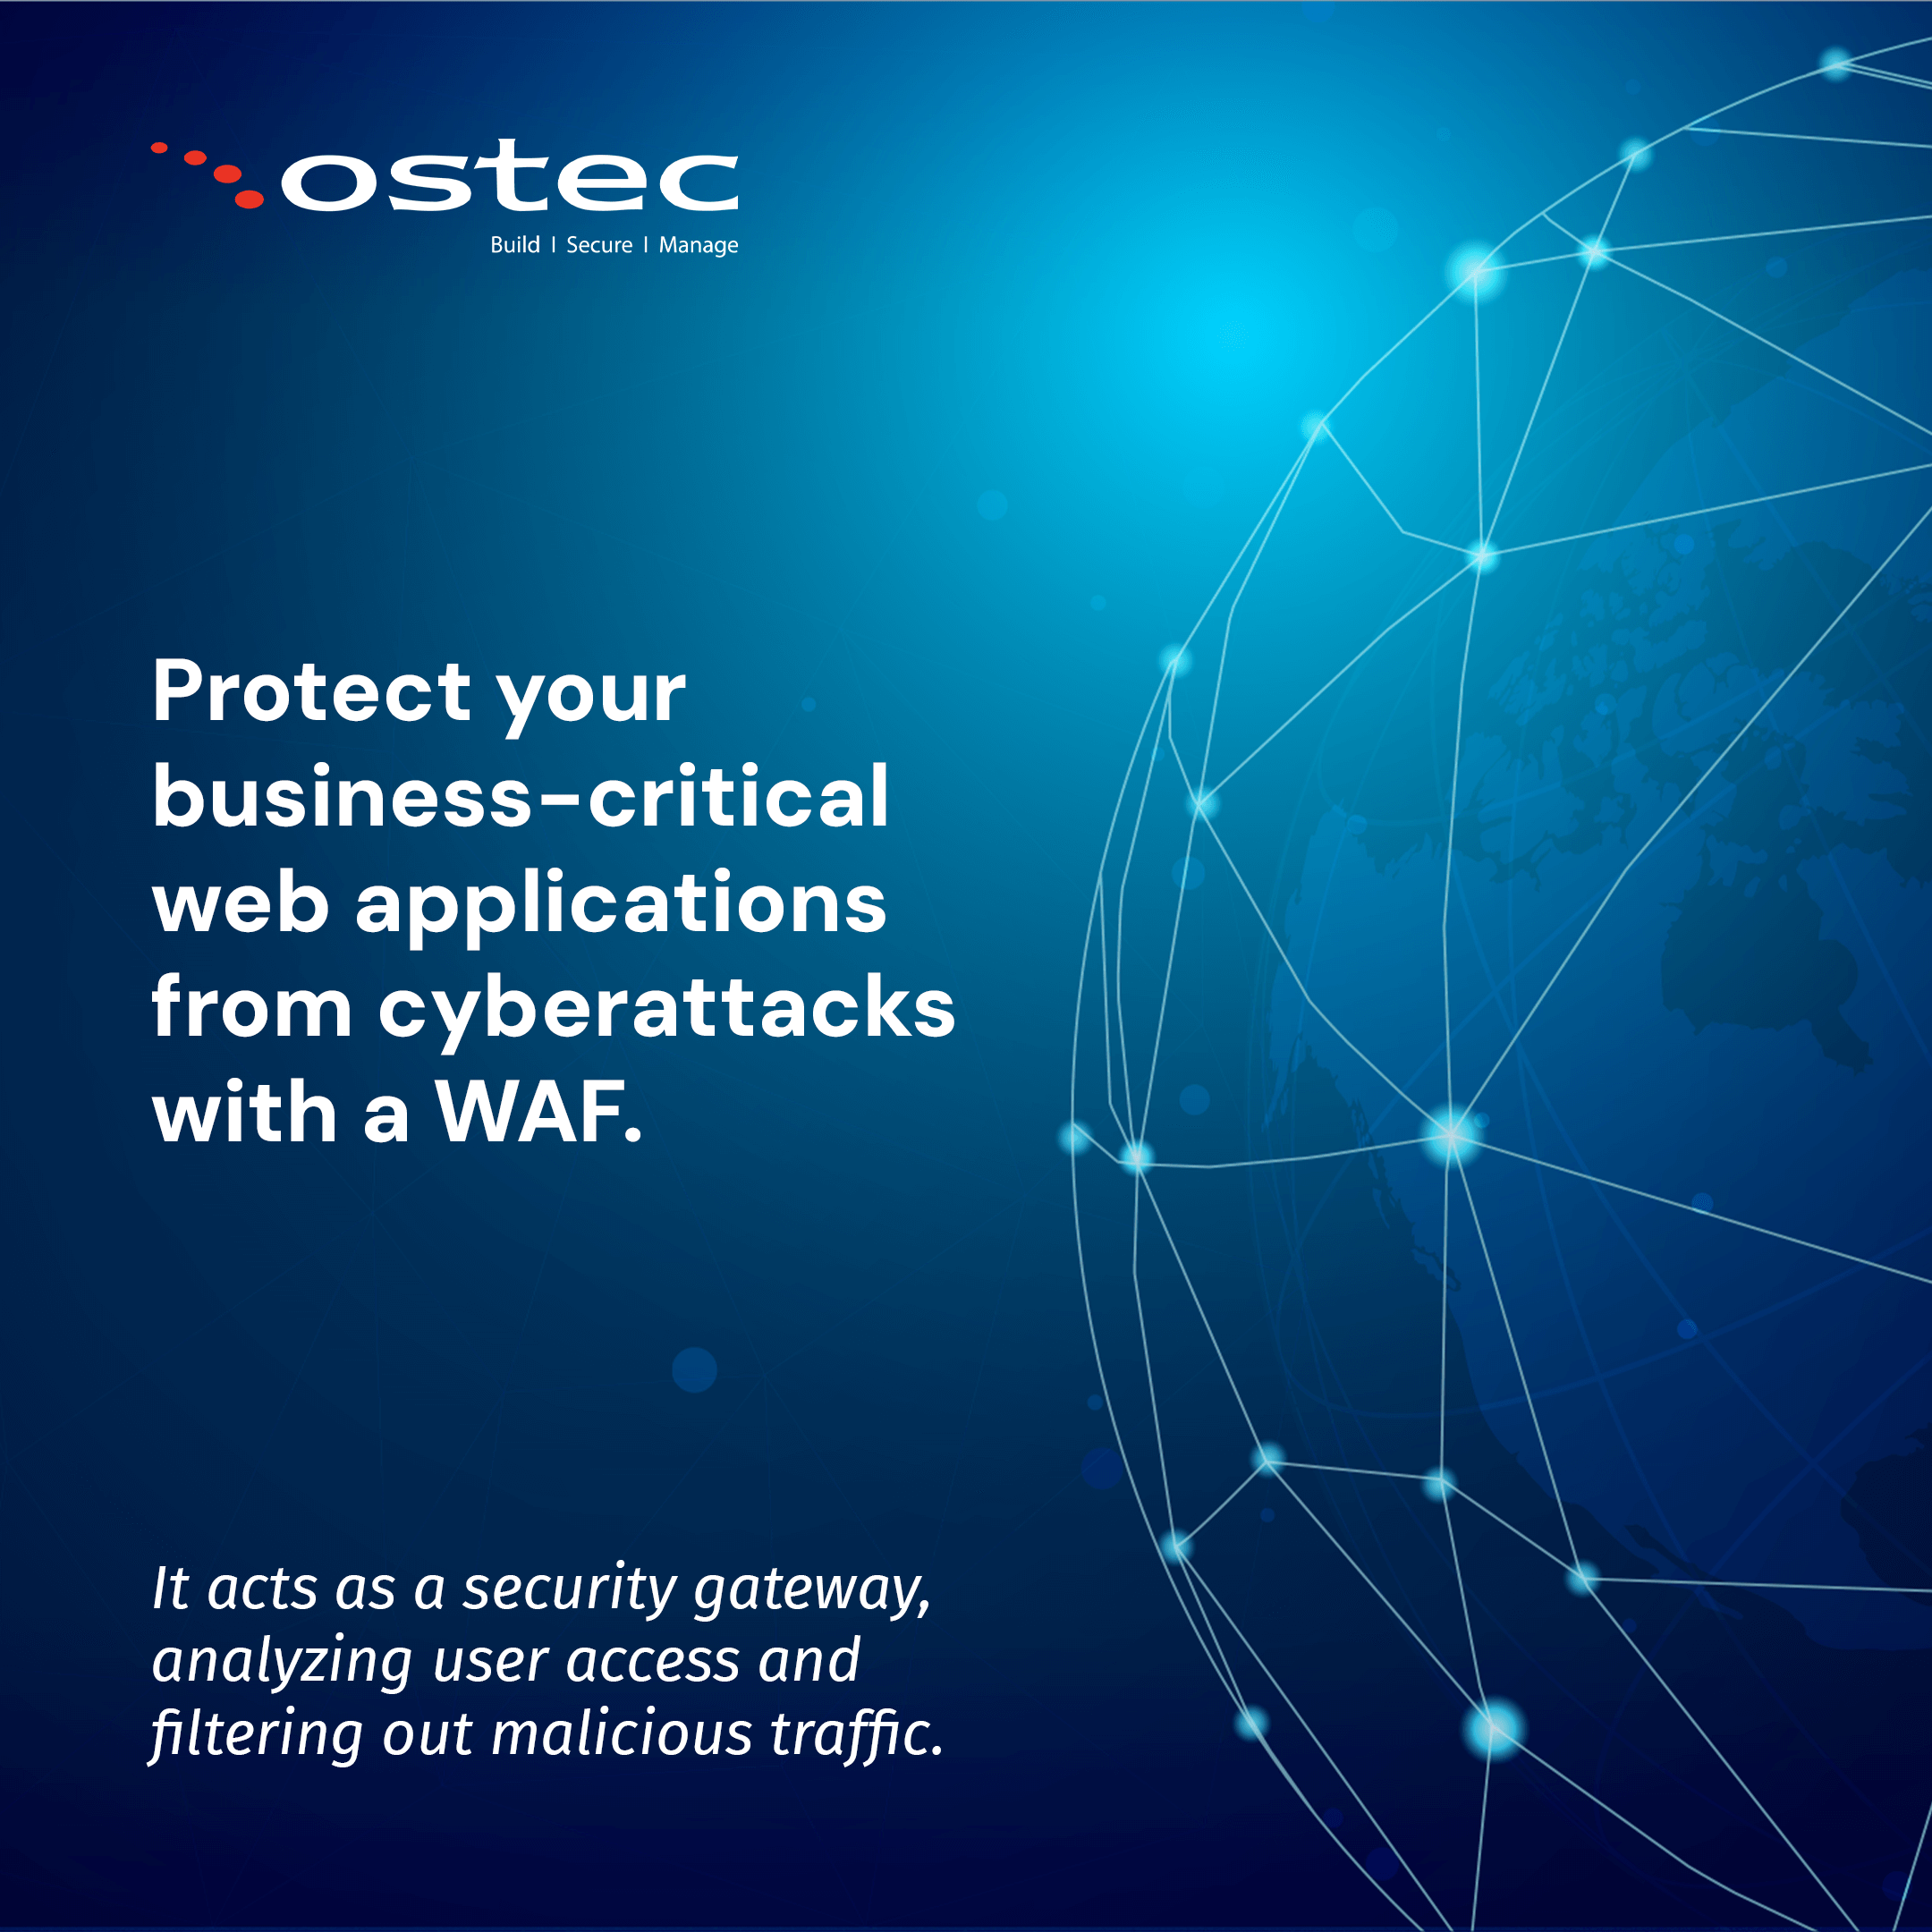 ostec
Build | Secure | Manage
Protect your
business-critical
web applications
from cyberattacks
with a WAF.
It acts as a security gateway,
analyzing user access and
filtering out malicious traffic.